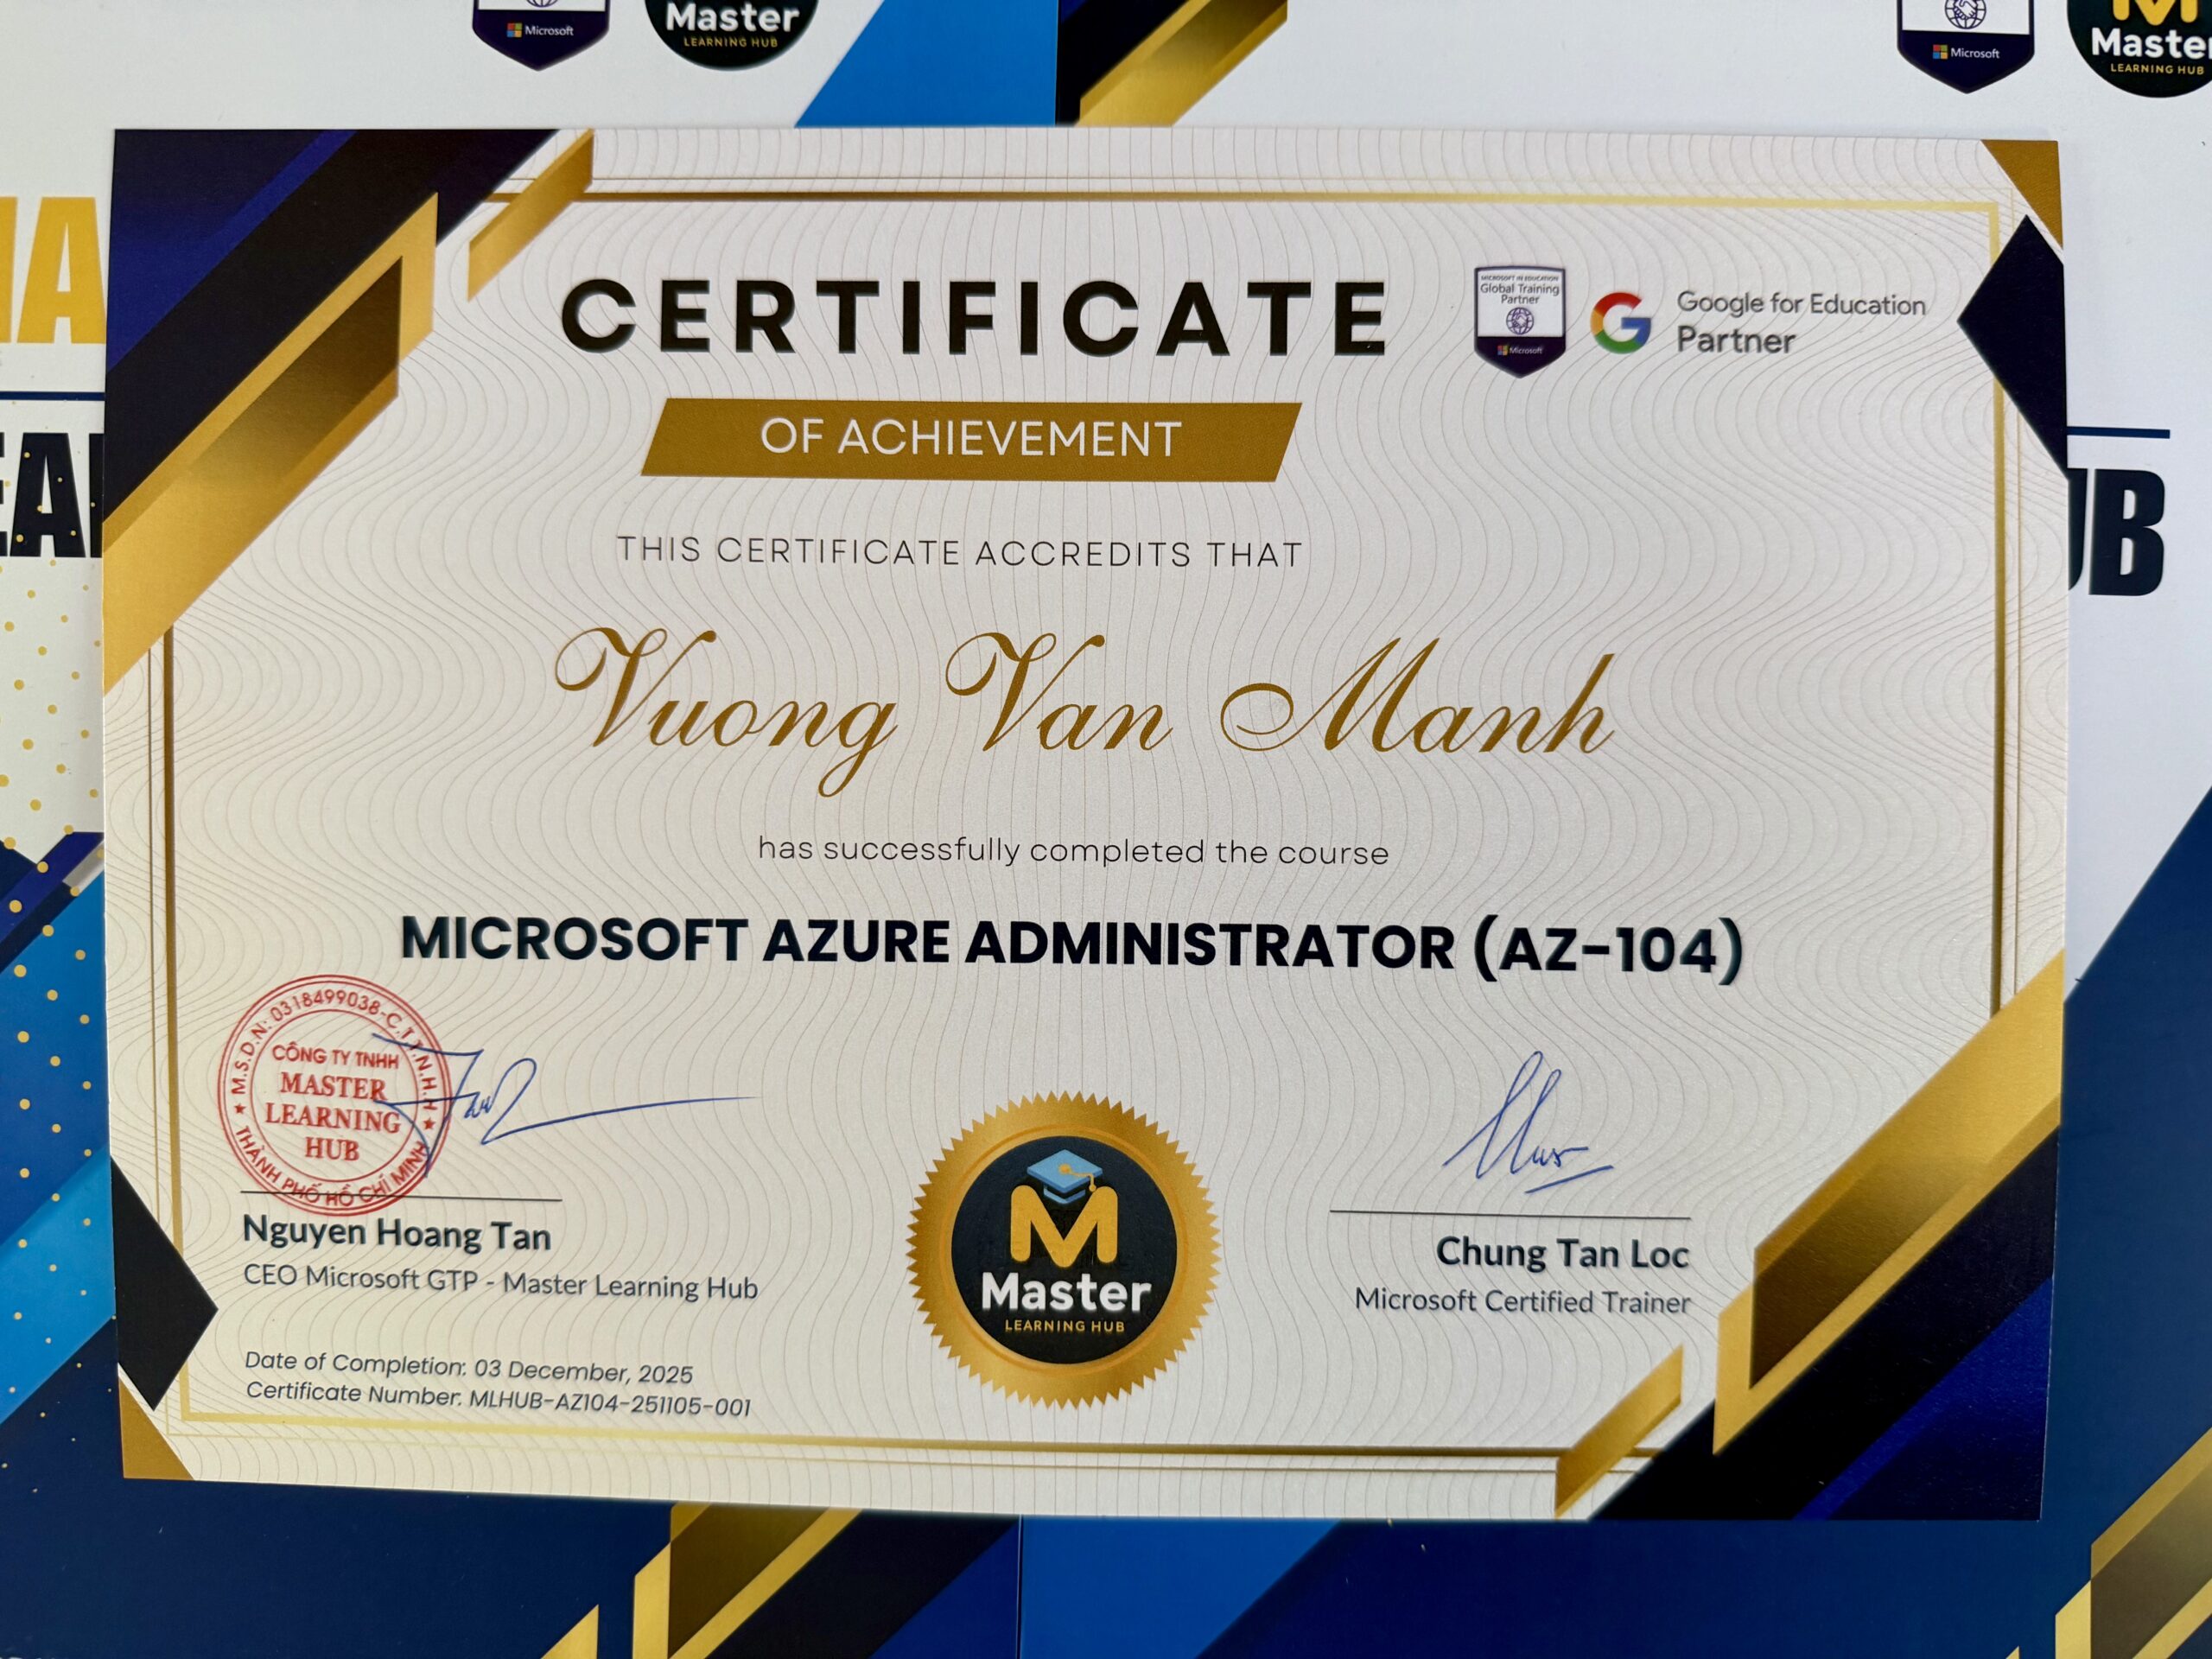 Microsoft
Master
LEARNING HUB
Microsoft
Master
LEARNING HUB
CERTIFICATE
MICROSOFT IN EDUCATION
Global Training
Partner
Microsoft
Google for Education
Partner
OF ACHIEVEMENT
THIS CERTIFICATE ACCREDITS THAT
UB
Vuong Van Manh
has successfully completed the course
MICROSOFT AZURE ADMINISTRATOR (AZ-104)
M.S.D.N: 0318499038-C.T.T.N.H.H
CÔNG TY TNHH
MASTER
LEARNING
HUB
THÀNH PHỐ HỒ CHÍ MINH
Nguyen Hoang Tan
CEO Microsoft GTP - Master Learning Hub
M
Master
LEARNING HUB
Chung Tan Loc
Microsoft Certified Trainer
Date of Completion: 03 December, 2025
Certificate Number: MLHUB-AZ104-251105-001